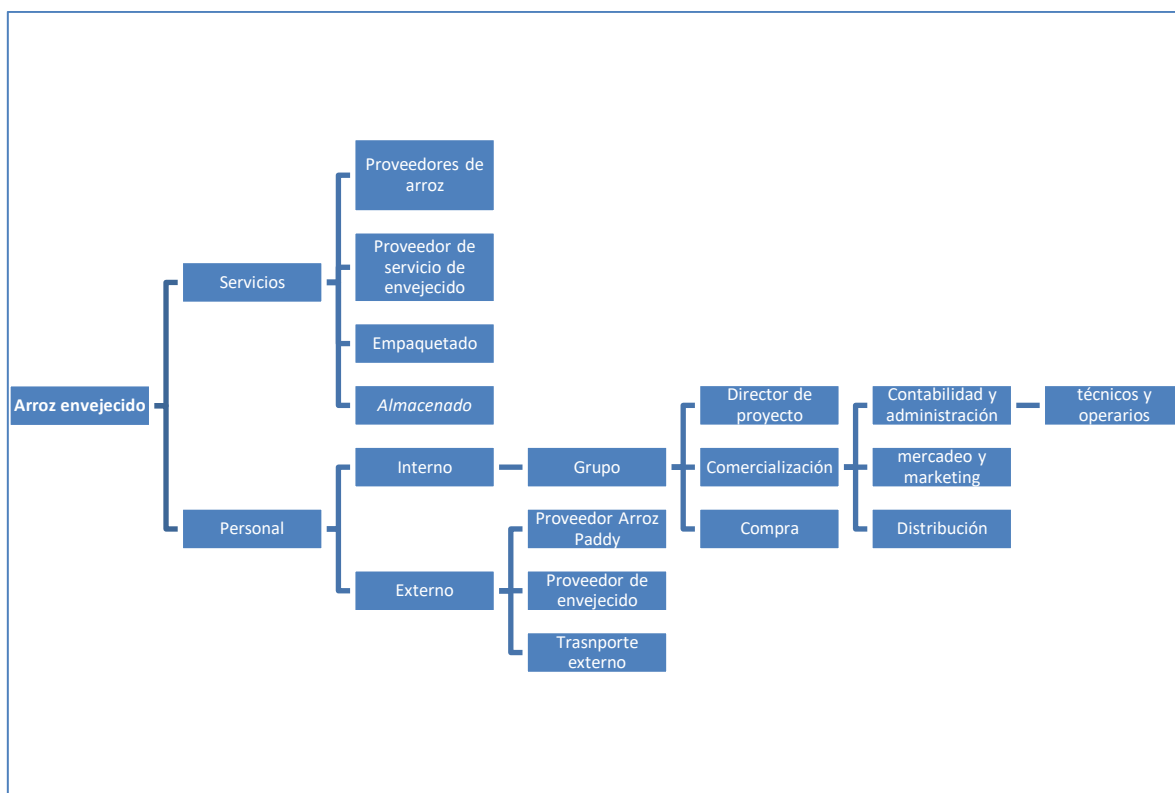 Proveedores de
arroz
Proveedor de
servicio de
envejecido
Servicios
Empaquetado
Almacenado
Arroz envejecido
Director de
proyecto
Contabilidad y
administración
técnicos y
operarios
Interno
Grupo
Comercialización
mercadeo y
marketing
Personal
Proveedor Arroz
Paddy
Compra
Distribución
Externo
Proveedor de
envejecido
Trasnporte
externo